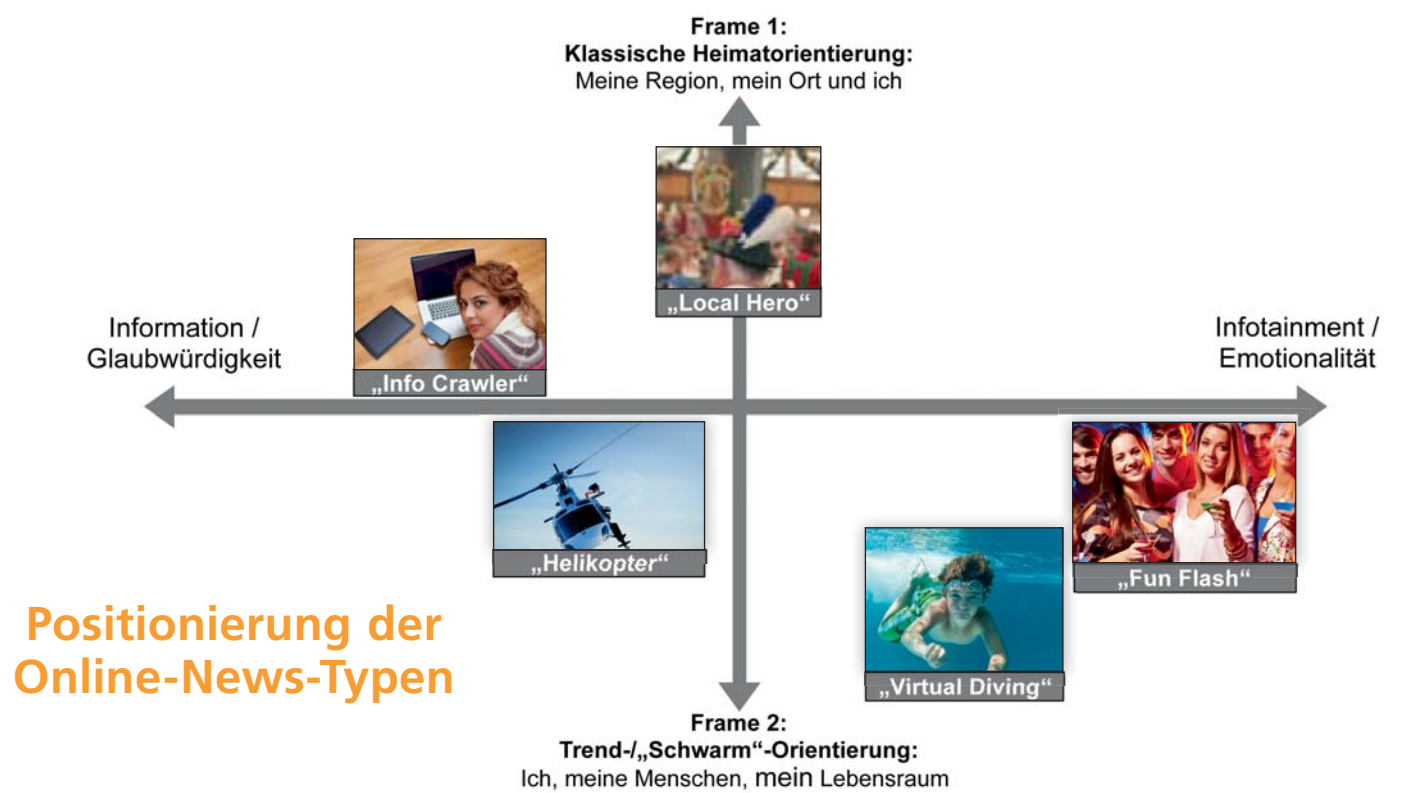 Frame 1:
Klassische Heimatorientierung:
Meine Region, mein Ort und ich
„Local Hero“
Information /
Glaubwürdigkeit
„Info Crawler“
Infotainment /
Emotionalität
„Helikopter“
„Fun Flash“
„Virtual Diving“
Positionierung der
Online-News-Typen
Frame 2:
Trend-/„Schwarm“-Orientierung:
Ich, meine Menschen, mein Lebensraum